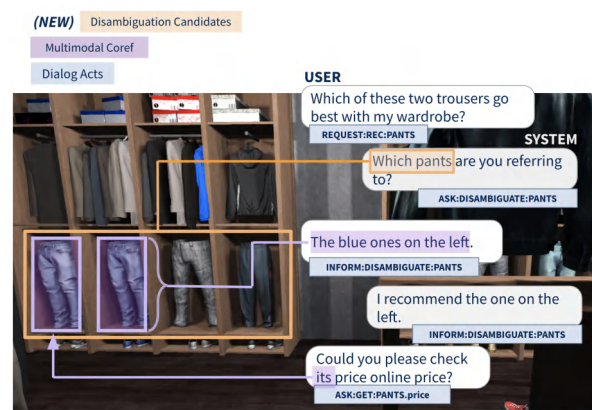 (NEW) Disambiguation Candidates
Multimodal Coref
Dialog Acts
USER
Which of these two trousers go
best with my wardrobe?
REQUEST:REC:PANTS
SYSTEM
Which pants are you referring
to?
ASK:DISAMBIGUATE:PANTS
The blue ones on the left.
INFORM:DISAMBIGUATE:PANTS
I recommend the one on the
left.
INFORM:DISAMBIGUATE:PANTS
Could you please check
its price online price?
ASK:GET:PANTS.price